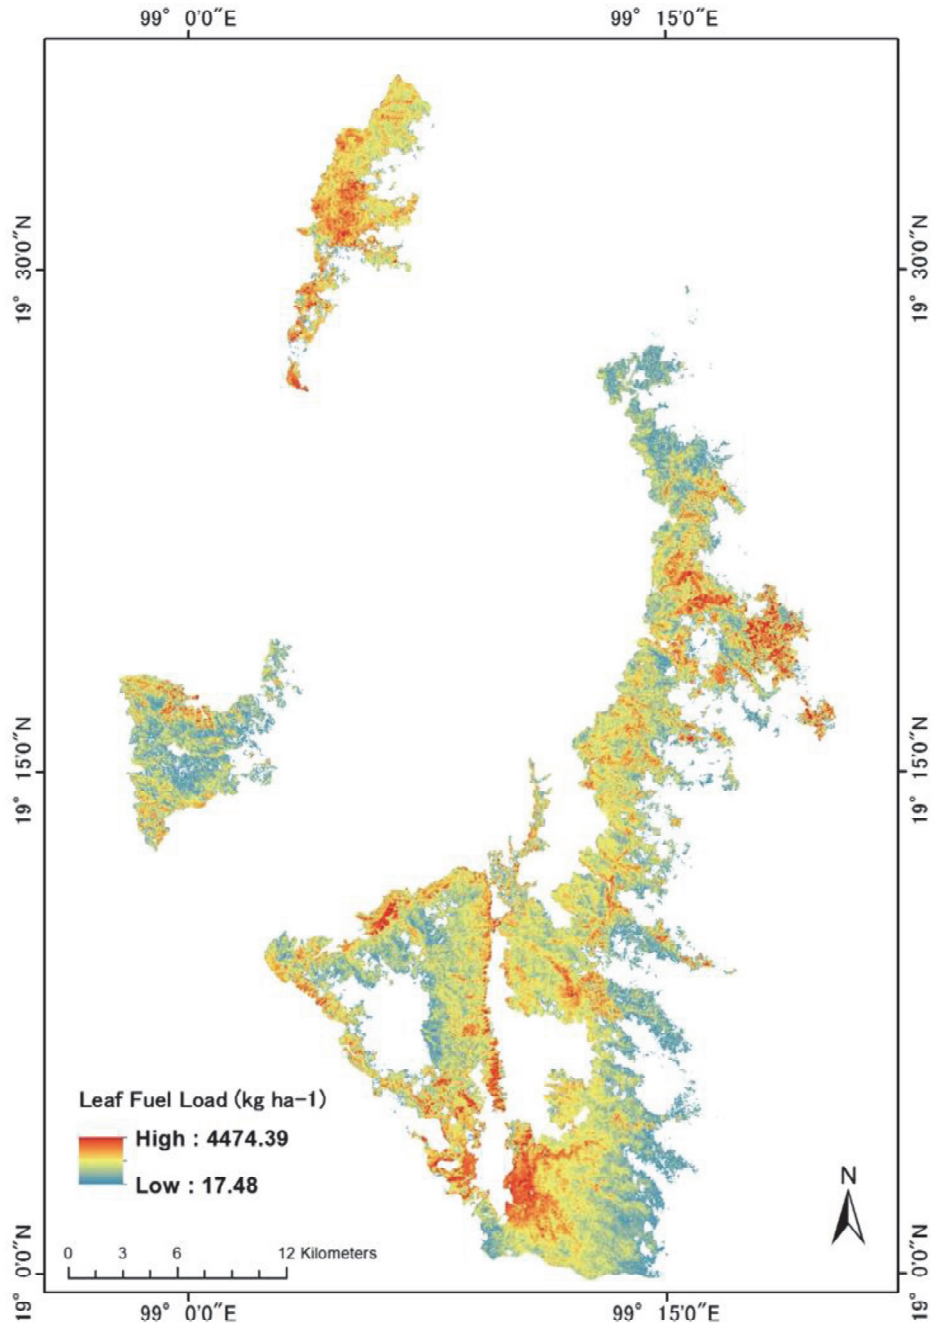 99° 0'0"E 99° 15'0"E
19° 30'0"N 19° 30'0"N
19° 15'0"N 19° 15'0"N
Leaf Fuel Load (kg ha-1)
High : 4474.39
Low : 17.48
N
0 3 6 12 Kilometers
19° 0'0"N 19° 0'0"N
99° 0'0"E 99° 15'0"E